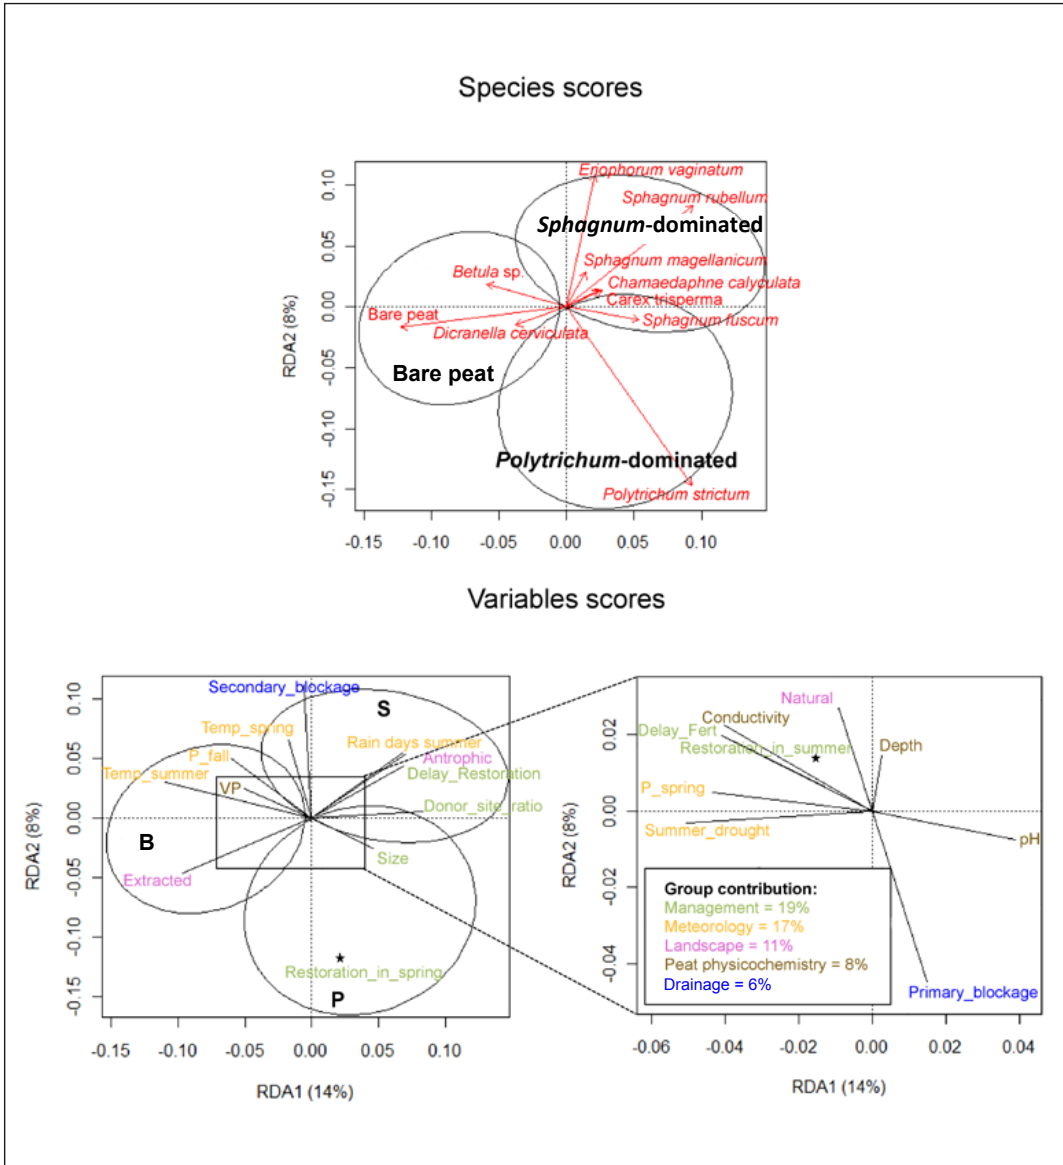 Species scores
Eriophorum vaginatum
Sphagnum rubellum
Sphagnum-dominated
Sphagnum magellanicum
Betula sp.
Chamaedaphne calyculata
Carex trisperma
Bare peat
Sphagnum fuscum
Dicranella cerviculata
Bare peat
Polytrichum-dominated
Polytrichum strictum
RDA2 (8%)
0.10
0.05
0.00
-0.05
-0.10
-0.15
-0.15 -0.10 -0.05 0.00 0.05 0.10
Variables scores
Secondary_blockage
S
Temp_spring
Rain days summer
P_fall
Antrophic
Temp_summer
Delay_Restoration
VP
Donor_site_ratio
B
Size
Extracted
Restoration_in_spring
P
RDA2 (8%)
0.10
0.05
0.00
-0.05
-0.10
-0.15
-0.15 -0.10 -0.05 0.00 0.05 0.10
RDA1 (14%)
Natural
Conductivity
Delay_Fert
Restoration_in_summer
Depth
P_spring
Summer_drought
pH
Group contribution:
Management = 19%
Meteorology = 17%
Landscape = 11%
Peat physicochemistry = 8%
Drainage = 6%
Primary_blockage
RDA2 (8%)
0.02
0.00
-0.02
-0.04
-0.06 -0.04 -0.02 0.00 0.02 0.04
RDA1 (14%)